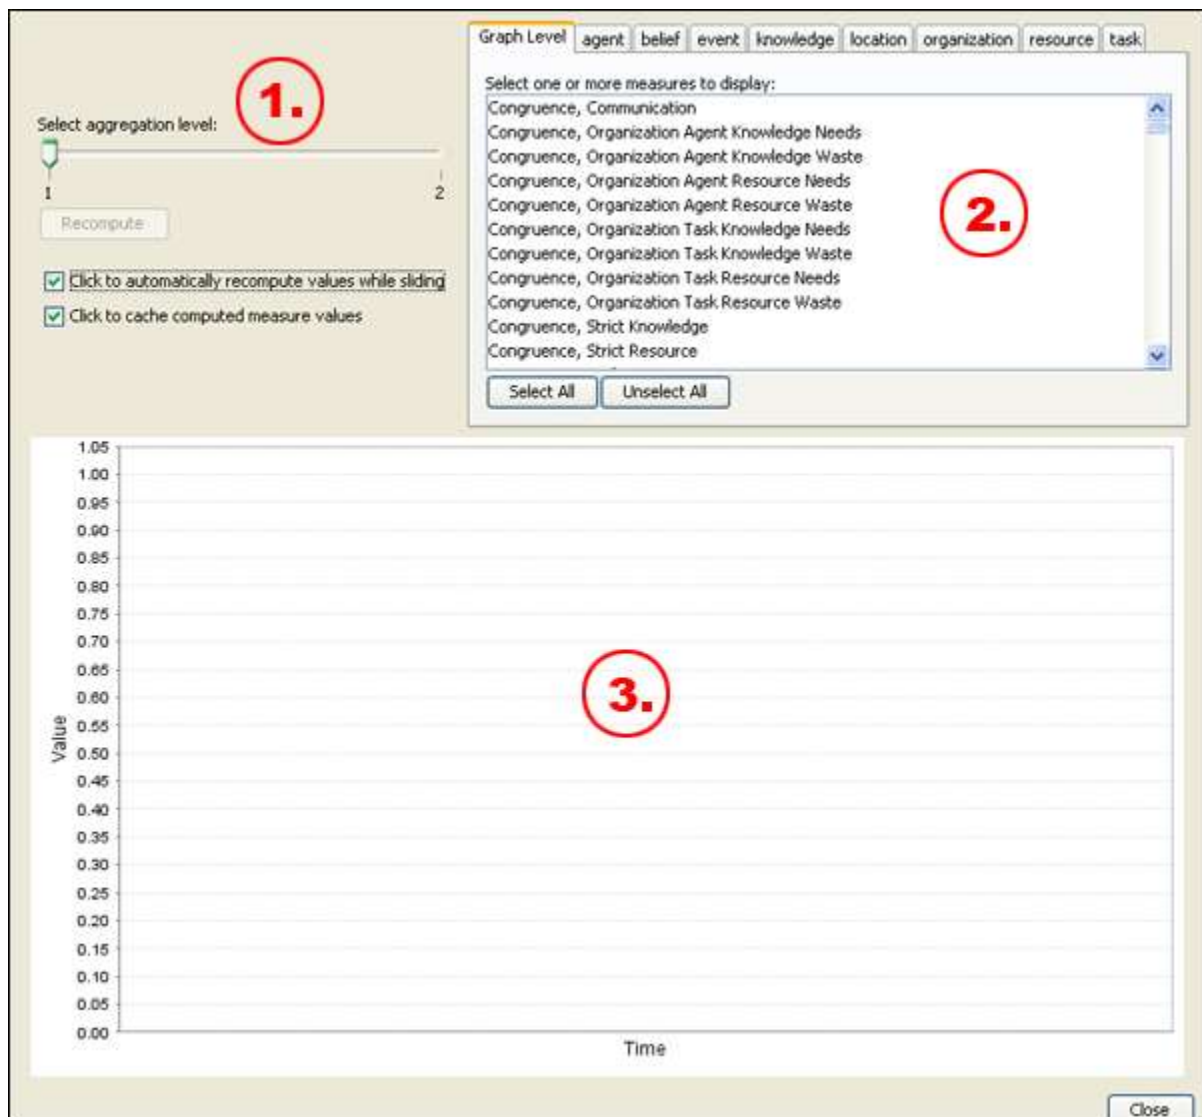 Graph Level agent belief event knowledge location organization resource task
1.
Select aggregation level:
1 2
Recompute
Click to automatically recompute values while sliding
Click to cache computed measure values
Select one or more measures to display:
Congruence, Communication
Congruence, Organization Agent Knowledge Needs
Congruence, Organization Agent Knowledge Waste
Congruence, Organization Agent Resource Needs
Congruence, Organization Agent Resource Waste
Congruence, Organization Task Knowledge Needs
Congruence, Organization Task Knowledge Waste
Congruence, Organization Task Resource Needs
Congruence, Organization Task Resource Waste
Congruence, Strict Knowledge
Congruence, Strict Resource
2.
Select All Unselect All
1.05
1.00
0.95
0.90
0.85
0.80
0.75
0.70
0.65
0.60
0.55
0.50
0.45
0.40
0.35
0.30
0.25
0.20
0.15
0.10
0.05
0.00
Value
3.
Time
Close